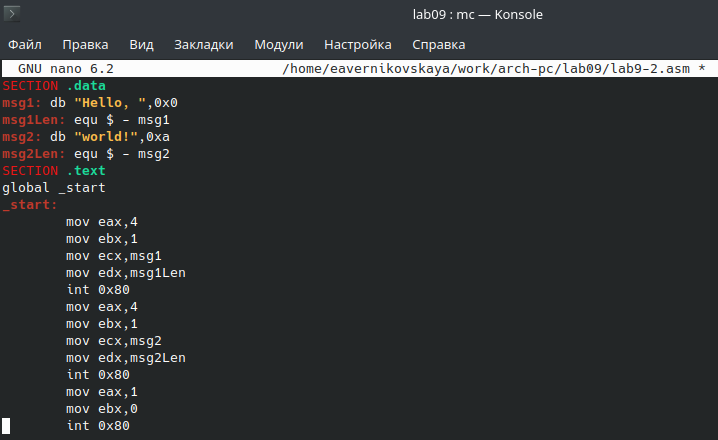 lab09 : mc — Konsole
Файл Правка Вид Закладки Модули Настройка Справка
GNU nano 6.2 /home/eavernikovskaya/work/arch-pc/lab09/lab9-2.asm *
SECTION .data
msg1: db "Hello, ",0x0
msg1Len: equ $ - msg1
msg2: db "world!",0xa
msg2Len: equ $ - msg2
SECTION .text
global _start
_start:
mov eax,4
mov ebx,1
mov ecx,msg1
mov edx,msg1Len
int 0x80
mov eax,4
mov ebx,1
mov ecx,msg2
mov edx,msg2Len
int 0x80
mov eax,1
mov ebx,0
int 0x80